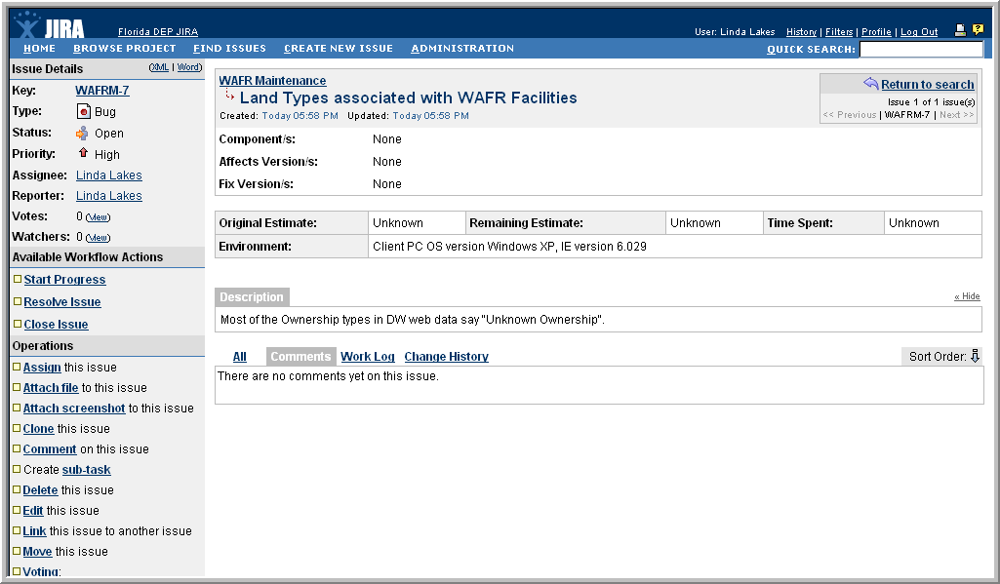 JIRA
Florida DEP JIRA
User: Linda Lakes History | Filters | Profile | Log Out
HOME BROWSE PROJECT FIND ISSUES CREATE NEW ISSUE ADMINISTRATION
QUICK SEARCH:
Issue Details (XML | Word)
Key: WAFRM-7
Type: Bug
Status: Open
Priority: High
Assignee: Linda Lakes
Reporter: Linda Lakes
Votes: 0 (View)
Watchers: 0 (View)
Available Workflow Actions
Start Progress
Resolve Issue
Close Issue
Operations
Assign this issue
Attach file to this issue
Attach screenshot to this issue
Clone this issue
Comment on this issue
Create sub-task
Delete this issue
Edit this issue
Link this issue to another issue
Move this issue
Voting:
WAFR Maintenance
Land Types associated with WAFR Facilities
Created: Today 05:58 PM Updated: Today 05:58 PM
Return to search
Issue 1 of 1 issue(s)
<< Previous | WAFRM-7 | Next >>
Component/s: None
Affects Version/s: None
Fix Version/s: None
Original Estimate: Unknown Remaining Estimate: Unknown Time Spent: Unknown
Environment: Client PC OS version Windows XP, IE version 6.029
Description « Hide
Most of the Ownership types in DW web data say "Unknown Ownership".
All Comments Work Log Change History Sort Order:
There are no comments yet on this issue.